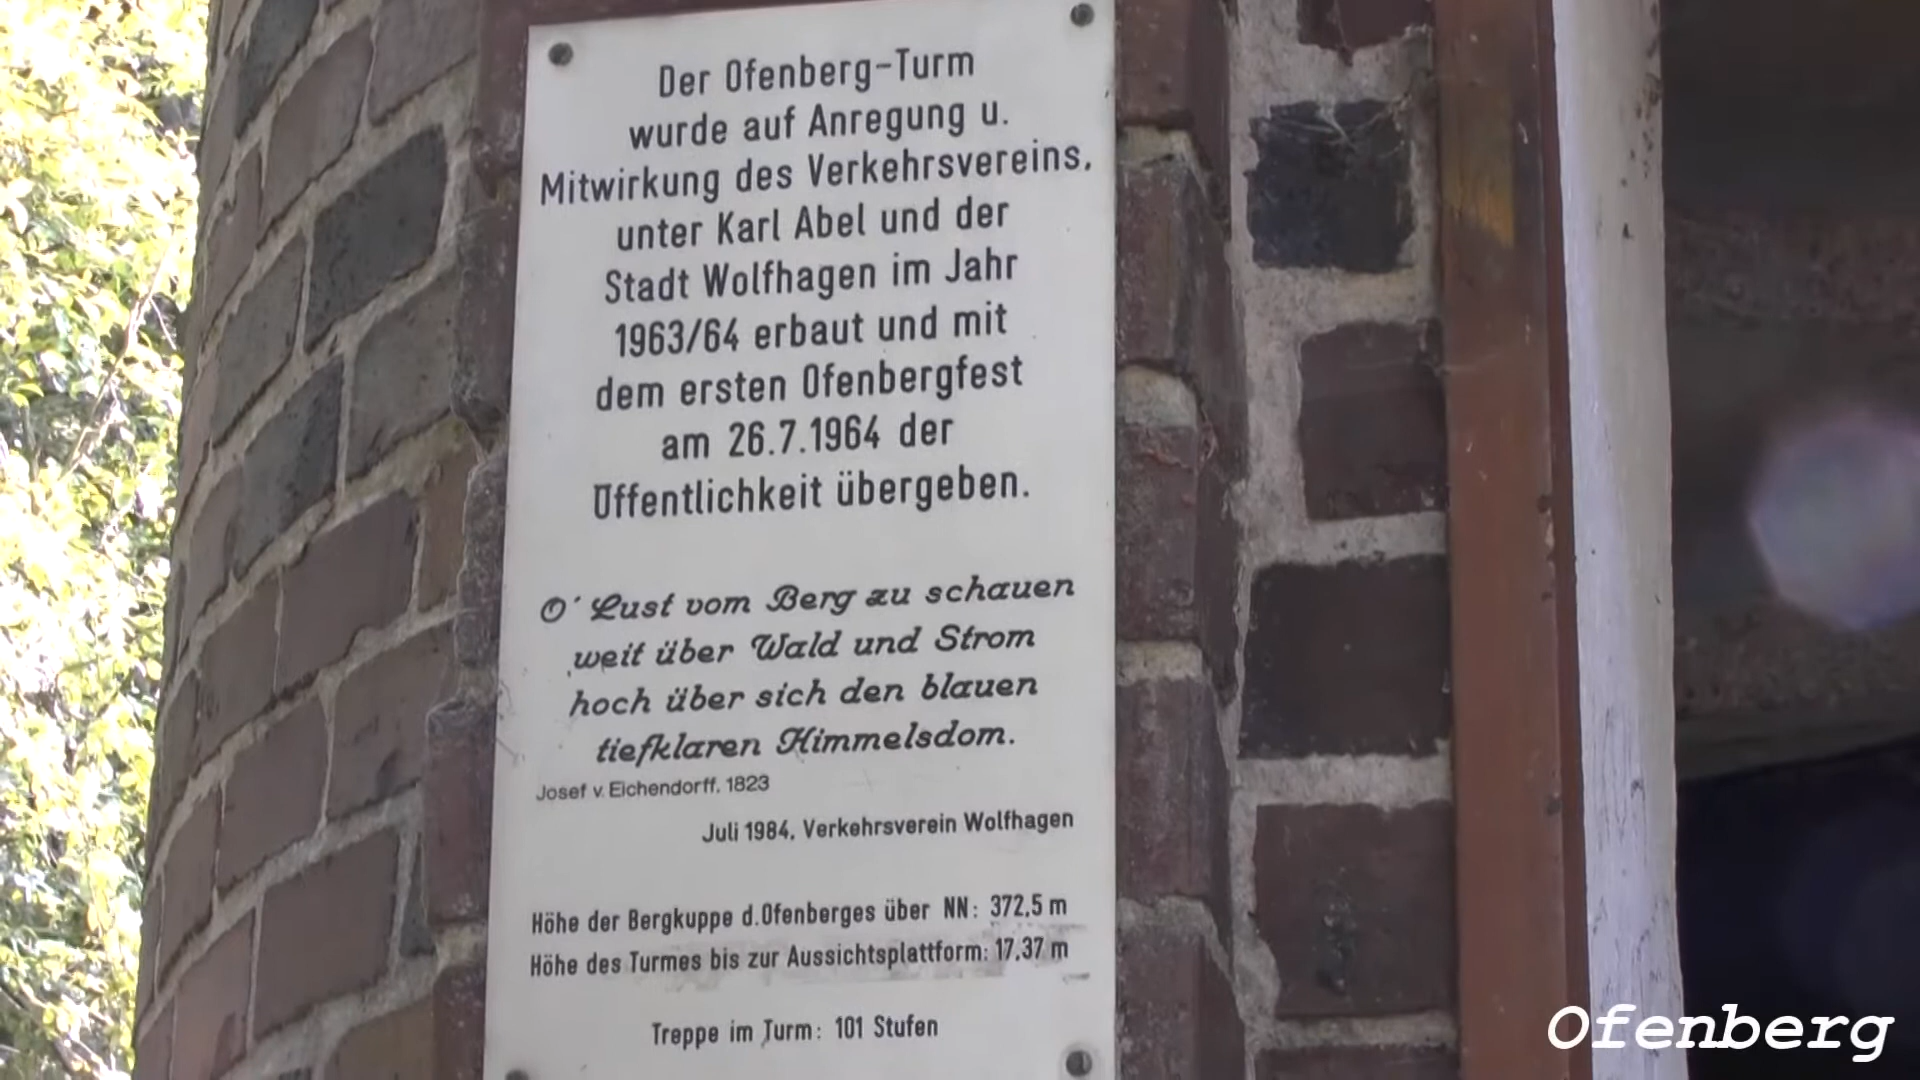 Der Ofenberg-Turm
wurde auf Anregung u.
Mitwirkung des Verkehrsvereins,
unter Karl Abel und der
Stadt Wolfhagen im Jahr
1963/64 erbaut und mit
dem ersten Ofenbergfest
am 26.7.1964 der
Öffentlichkeit übergeben.
O´ Lust vom Berg zu schauen
weit über Wald und Strom
hoch über sich den blauen
tiefklaren Himmelsdom.
Josef v. Eichendorff, 1823
Juli 1984, Verkehrsverein Wolfhagen
Höhe der Bergkuppe d.Ofenberges über NN: 372,5 m
Höhe des Turmes bis zur Aussichtsplattform: 17,37 m
Treppe im Turm: 101 Stufen
Ofenberg